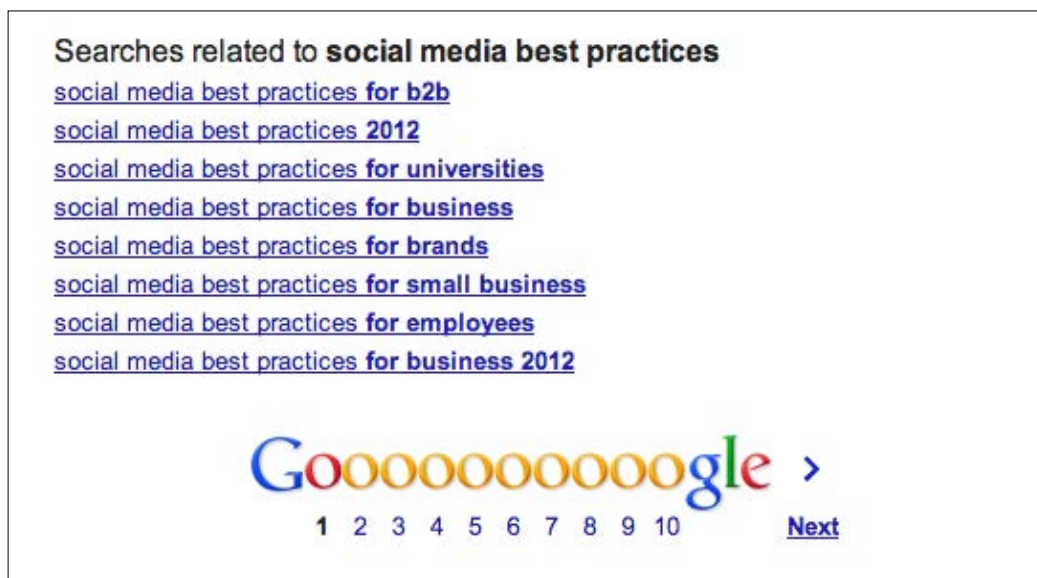 Searches related to social media best practices
social media best practices for b2b
social media best practices 2012
social media best practices for universities
social media best practices for business
social media best practices for brands
social media best practices for small business
social media best practices for employees
social media best practices for business 2012
Goooooooooogle >
1 2 3 4 5 6 7 8 9 10 Next